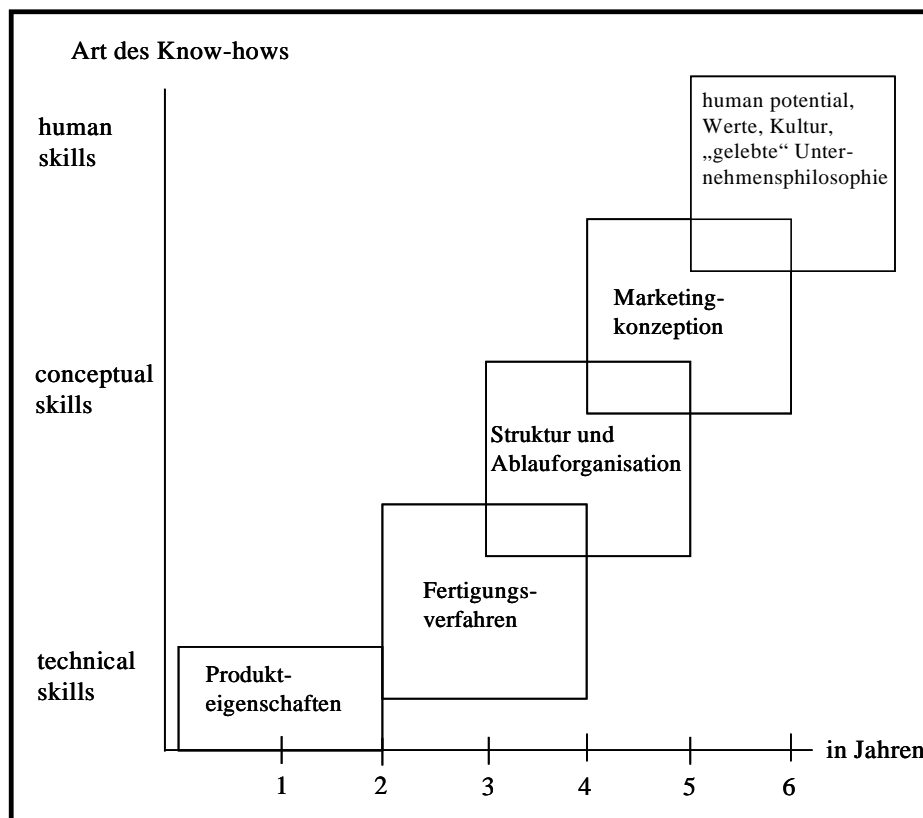 Art des Know-hows
human
skills
human potential,
Werte, Kultur,
„gelebte“ Unter-
nehmensphilosophie
Marketing-
konzeption
conceptual
skills
Struktur und
Ablauforganisation
Fertigungs-
verfahren
technical
skills
Produkt-
eigenschaften
in Jahren
1 2 3 4 5 6